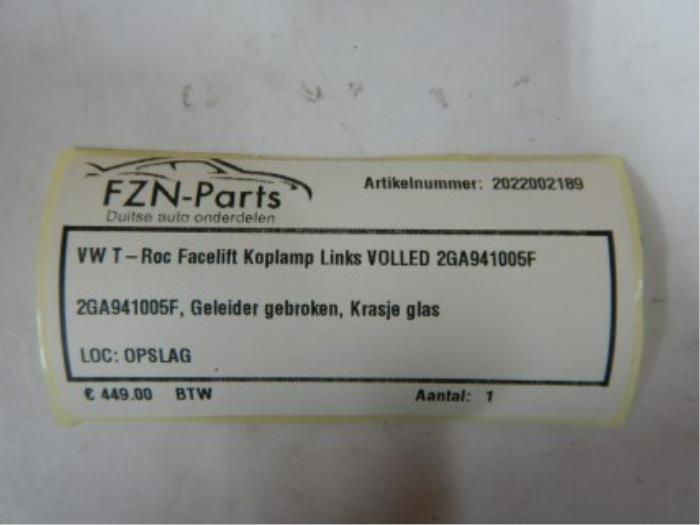 FZN-Parts
Duitse auto onderdelen
Artikelnummer: 2022002189
VW T-Roc Facelift Koplamp Links VOLLED 2GA941005F
2GA941005F, Geleider gebroken, Krasje glas
LOC: OPSLAG
€ 449.00 BTW
Aantal: 1